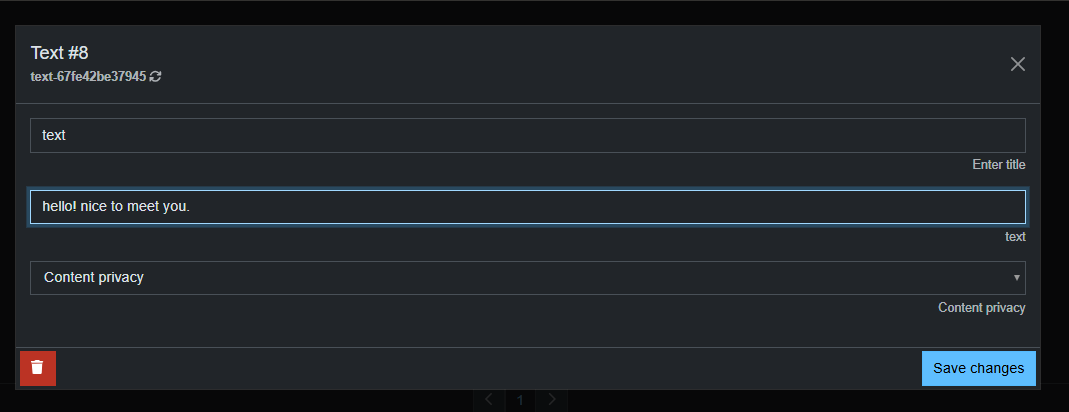 Text #8
text-67fe42be37945
text
Enter title
hello! nice to meet you.
text
Content privacy
Content privacy
Save changes
1